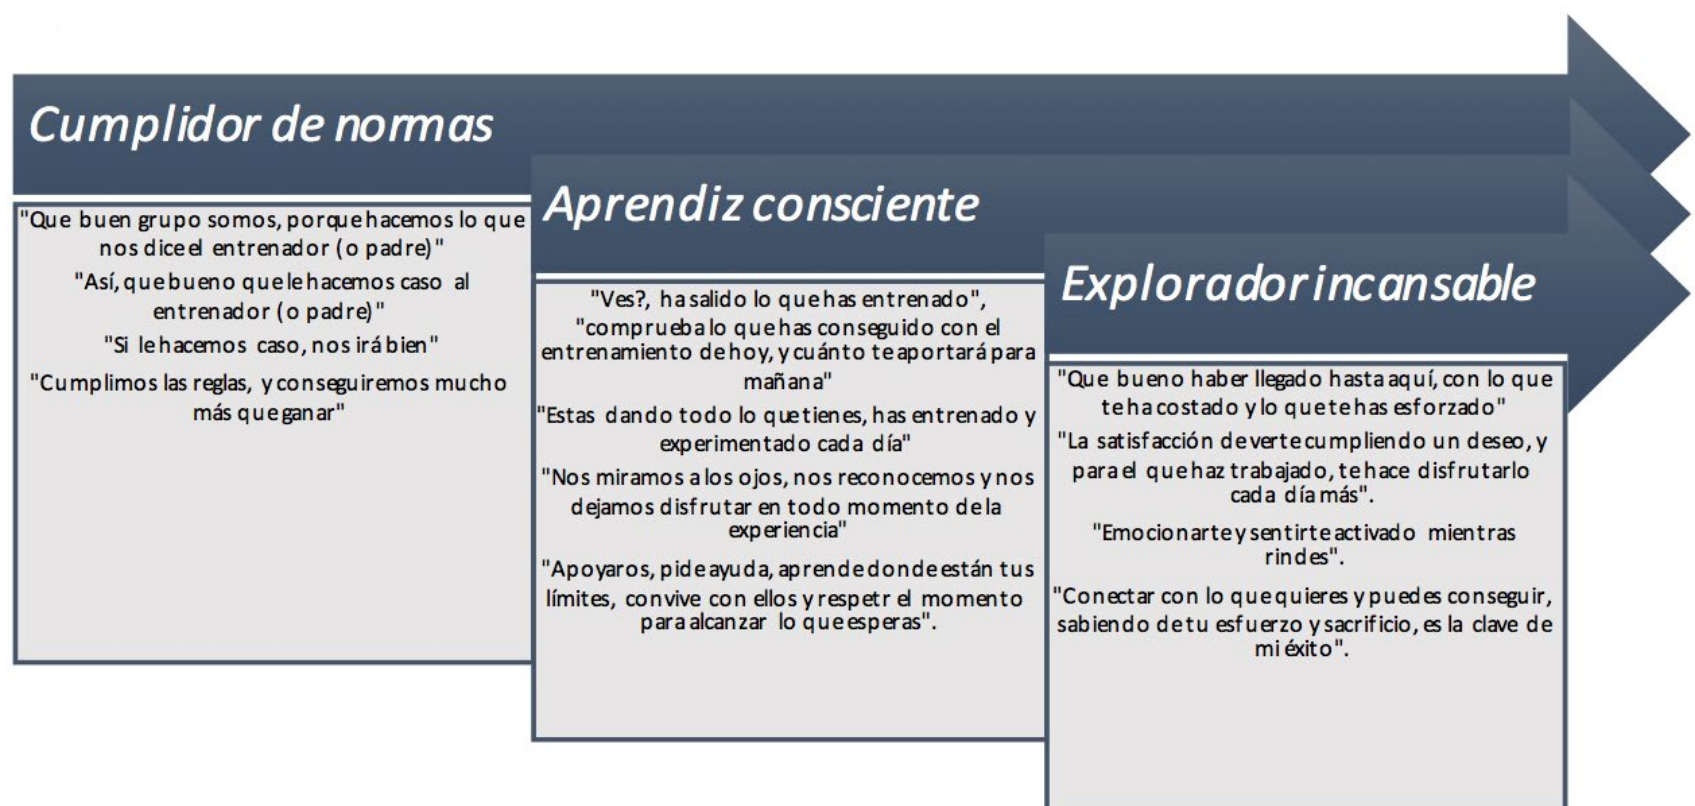 Cumplidor de normas
"Que buen grupo somos, porque hacemos lo que
nos dice el entrenador (o padre)"
"Así, que bueno que le hacemos caso al
entrenador (o padre)"
"Si le hacemos caso, nos irá bien"
"Cumplimos las reglas, y conseguiremos mucho
más que ganar"
Aprendiz consciente
"Ves?, ha salido lo que has entrenado",
"comprueba lo que has conseguido con el
entrenamiento de hoy, y cuánto te aportará para
mañana"
"Estas dando todo lo que tienes, has entrenado y
experimentado cada día"
"Nos miramos a los ojos, nos reconocemos y nos
dejamos disfrutar en todo momento de la
experiencia"
"Apoyaros, pide ayuda, aprende donde están tus
límites, convive con ellos y respetr el momento
para alcanzar lo que esperas".
Explorador incansable
"Que bueno haber llegado hasta aquí, con lo que
te ha costado y lo que te has esforzado"
"La satisfacción de verte cumpliendo un deseo, y
para el que haz trabajado, te hace disfrutarlo
cada día más".
"Emocionarte y sentirte activado mientras
rindes".
"Conectar con lo que quieres y puedes conseguir,
sabiendo de tu esfuerzo y sacrificio, es la clave de
mi éxito".